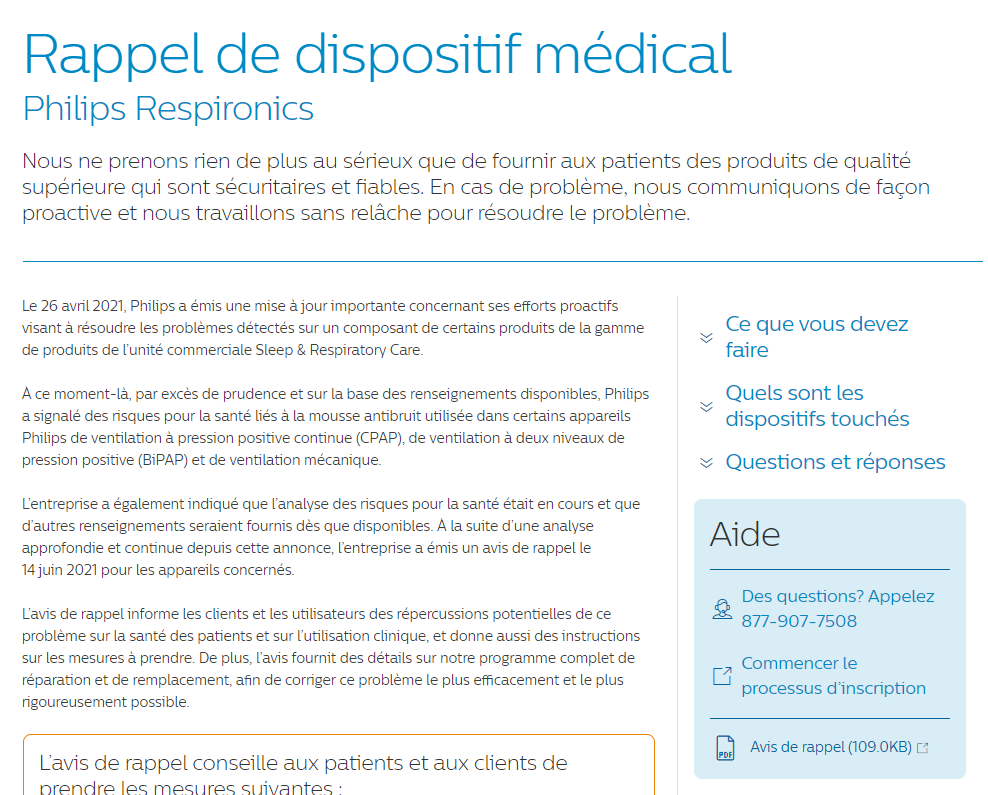 Rappel de dispositif médical
Philips Respironics
Nous ne prenons rien de plus au sérieux que de fournir aux patients des produits de qualité
supérieure qui sont sécuritaires et fiables. En cas de problème, nous communiquons de façon
proactive et nous travaillons sans relâche pour résoudre le problème.
Le 26 avril 2021, Philips a émis une mise à jour importante concernant ses efforts proactifs
visant à résoudre les problèmes détectés sur un composant de certains produits de la gamme
de produits de l'unité commerciale Sleep & Respiratory Care.
À ce moment-là, par excès de prudence et sur la base des renseignements disponibles, Philips
a signalé des risques pour la santé liés à la mousse antibruit utilisée dans certains appareils
Philips de ventilation à pression positive continue (CPAP), de ventilation à deux niveaux de
pression positive (BiPAP) et de ventilation mécanique.
L'entreprise a également indiqué que l'analyse des risques pour la santé était en cours et que
d'autres renseignements seraient fournis dès que disponibles. À la suite d'une analyse
approfondie et continue depuis cette annonce, l'entreprise a émis un avis de rappel le
14 juin 2021 pour les appareils concernés.
L'avis de rappel informe les clients et les utilisateurs des répercussions potentielles de ce
problème sur la santé des patients et sur l'utilisation clinique, et donne aussi des instructions
sur les mesures à prendre. De plus, l'avis fournit des détails sur notre programme complet de
réparation et de remplacement, afin de corriger ce problème le plus efficacement et le plus
rigoureusement possible.
L'avis de rappel conseille aux patients et aux clients de
prendre les mesures suivantes :
Ce que vous devez
faire
Quels sont les
dispositifs touchés
Questions et réponses
Aide
Des questions? Appelez
877-907-7508
Commencer le
processus d'inscription
PDF
Avis de rappel (109.0KB)